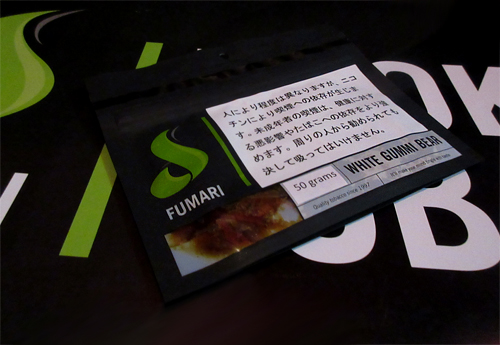 人により程度は異なりますが、ニコ
チンにより喫煙への依存が生じま
す。未成年者の喫煙は、健康に対す
る悪影響やたばこへの依存をより強
めます。周りの人から勧められても
決して吸ってはいけません。
FUMARI
50 grams
WHITE GUMMI BEAR
Quality tobacco since 1997
OK
OB